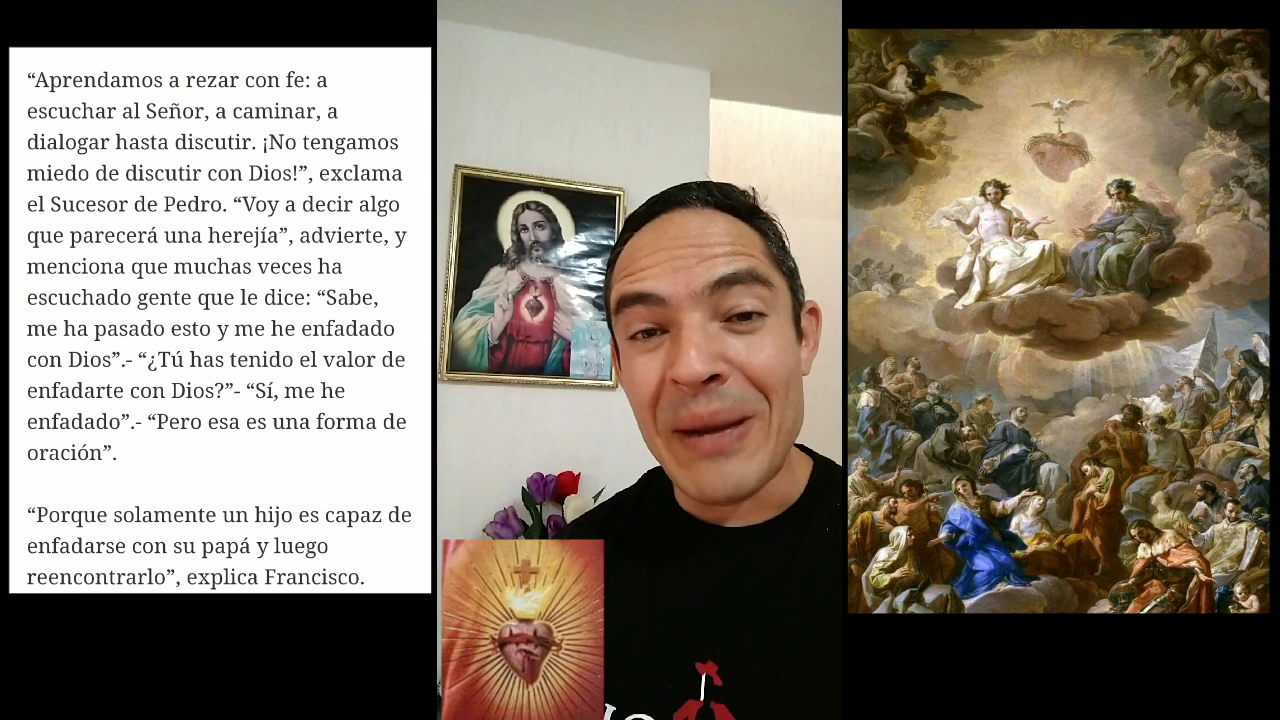 “Aprendamos a rezar con fe: a
escuchar al Señor, a caminar, a
dialogar hasta discutir. ¡No tengamos
miedo de discutir con Dios!”, exclama
el Sucesor de Pedro. “Voy a decir algo
que parecerá una herejía”, advierte, y
menciona que muchas veces ha
escuchado gente que le dice: “Sabe,
me ha pasado esto y me he enfadado
con Dios”.- “¿Tú has tenido el valor de
enfadarte con Dios?”- “Sí, me he
enfadado”.- “Pero esa es una forma de
oración”.
“Porque solamente un hijo es capaz de
enfadarse con su papá y luego
reencontrarlo”, explica Francisco.